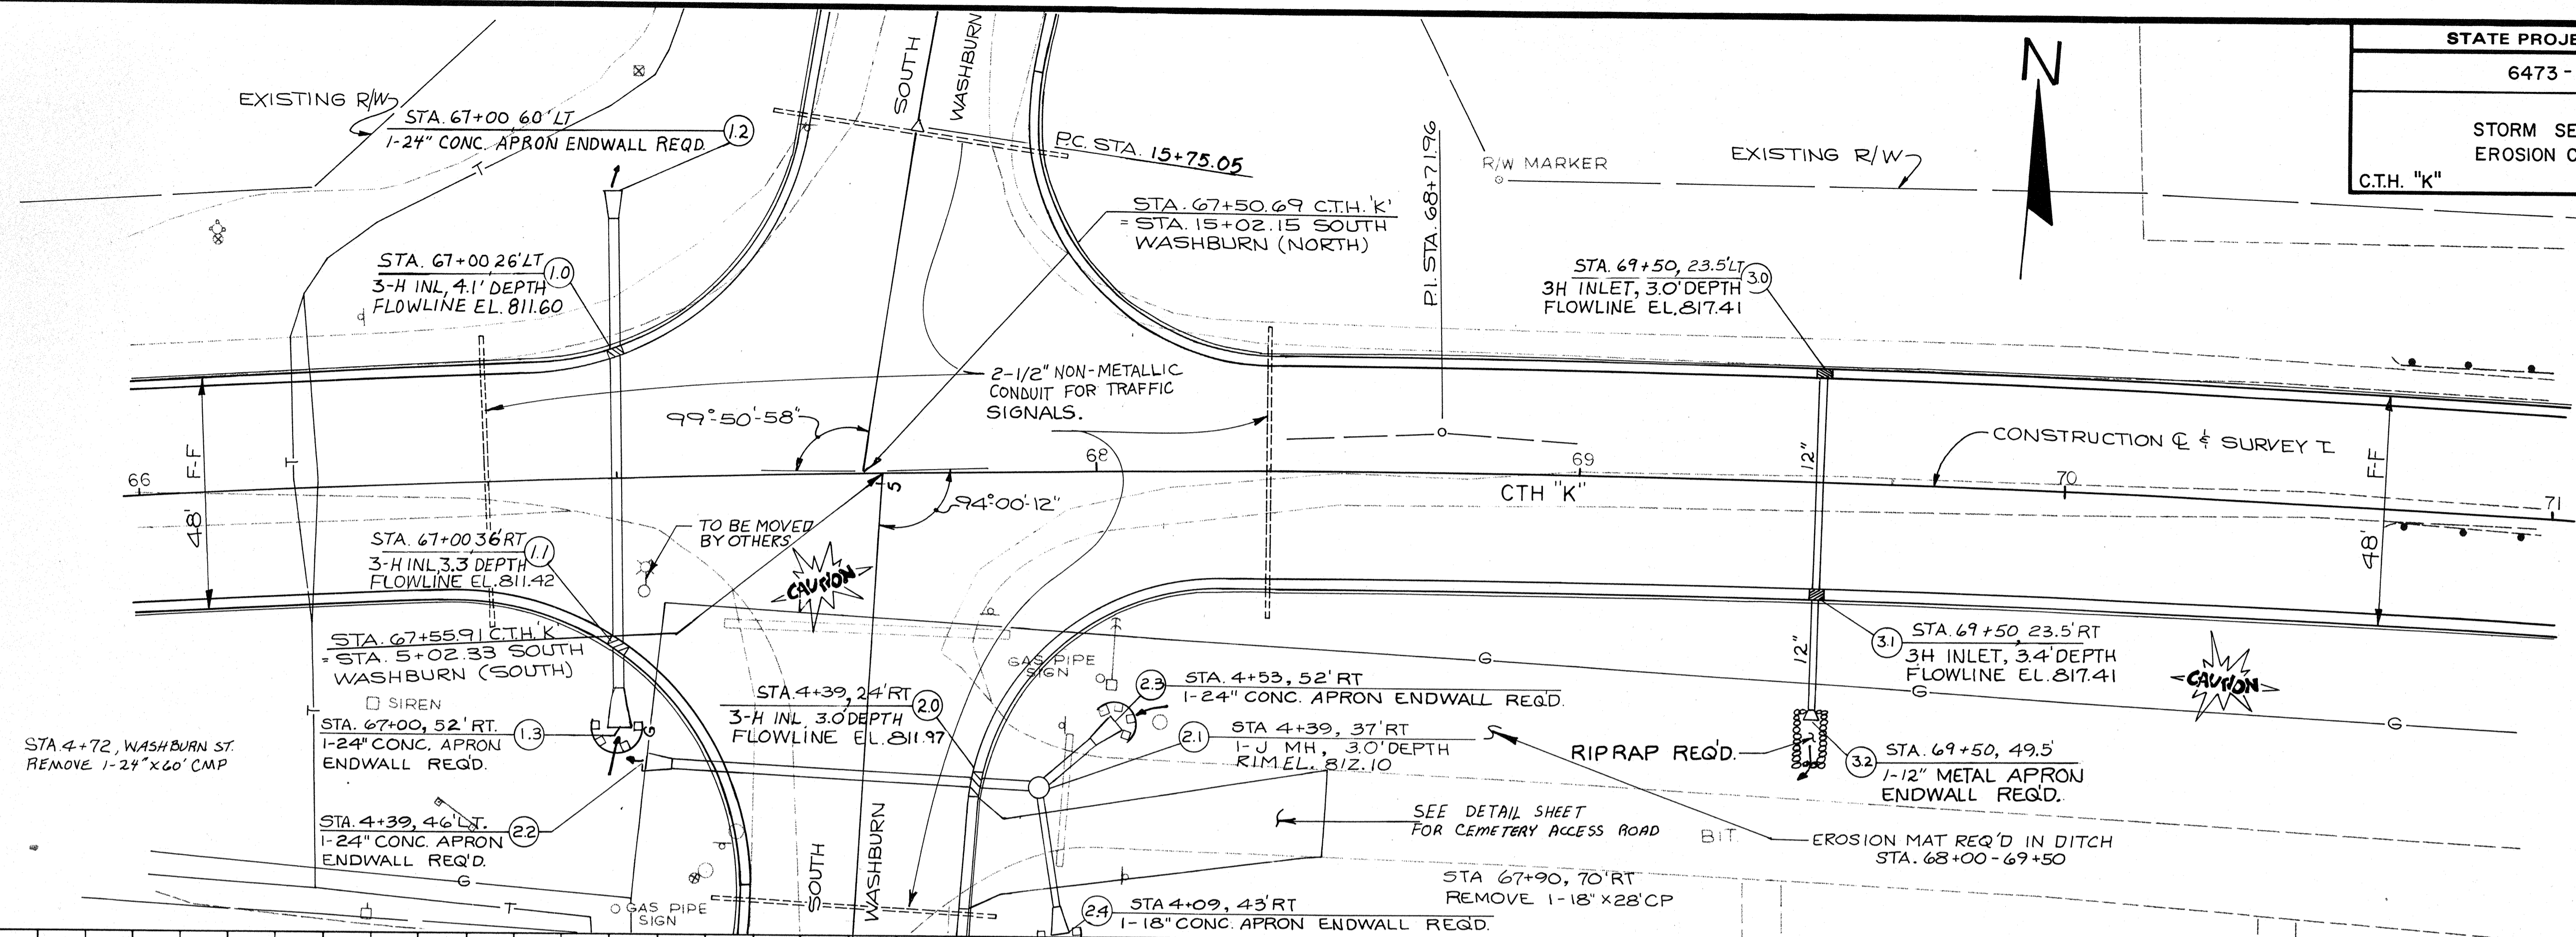 STATE PROJE
6473 -
STORM SE
EROSION C
C.T.H. "K"
N
SOUTH
WASHBURN
EXISTING R/W
STA. 67+00 60' LT
1-24" CONC. APRON ENDWALL REQD.
1.2
T
P.C. STA. 15+75.05
R/W MARKER
EXISTING R/W
P.I. STA. 68+71.96
STA. 67+50.69 C.T.H. 'K'
= STA. 15+02.15 SOUTH
WASHBURN (NORTH)
STA. 67+00 26' LT
3-H INL, 4.1' DEPTH
FLOWLINE EL. 811.60
1.0
STA. 69+50, 23.5' LT
3H INLET, 3.0' DEPTH
FLOWLINE EL. 817.41
3.0
2-1/2" NON-METALLIC
CONDUIT FOR TRAFFIC
SIGNALS.
99°-50'-58"
CONSTRUCTION ℄ & SURVEY
66
68
69
70
71
5
F-F
48'
12"
F-F
48'
CTH "K"
94°-00'-12"
TO BE MOVED
BY OTHERS
CAUTION
STA. 67+00 36' RT
3-H INL, 3.3' DEPTH
FLOWLINE EL. 811.42
1.1
T
STA. 67+55.91 C.T.H. 'K'
= STA. 5+02.33 SOUTH
WASHBURN (SOUTH)
SIREN
GAS PIPE
SIGN
G
12"
3.1
STA. 69+50, 23.5' RT
3H INLET, 3.4' DEPTH
FLOWLINE EL. 817.41
CAUTION
G
G
STA. 67+00, 52' RT.
1-24" CONC. APRON
ENDWALL REQ'D.
1.3
G
STA. 4+39, 24' RT
3-H INL 3.0' DEPTH
FLOWLINE EL. 811.97
2.0
2.3
STA. 4+53, 52' RT
1-24" CONC. APRON ENDWALL REQ'D.
2.1
STA 4+39, 37' RT
1-J MH, 3.0' DEPTH
RIM EL. 812.10
RIPRAP REQ'D.
3.2
STA. 69+50, 49.5'
1-12" METAL APRON
ENDWALL REQ'D.
STA. 4+72, WASHBURN ST.
REMOVE 1-24" X 60' CMP
T
STA. 4+39, 46' LT.
1-24" CONC. APRON
ENDWALL REQ'D.
2.2
SOUTH
WASHBURN
SEE DETAIL SHEET
FOR CEMETERY ACCESS ROAD
BIT.
EROSION MAT REQ'D IN DITCH
STA. 68+00 - 69+50
G
T
GAS PIPE
SIGN
STA 67+90, 70' RT
REMOVE 1-18" X 28' CP
2.4
STA 4+09, 43' RT
1-18" CONC. APRON ENDWALL REQ'D.